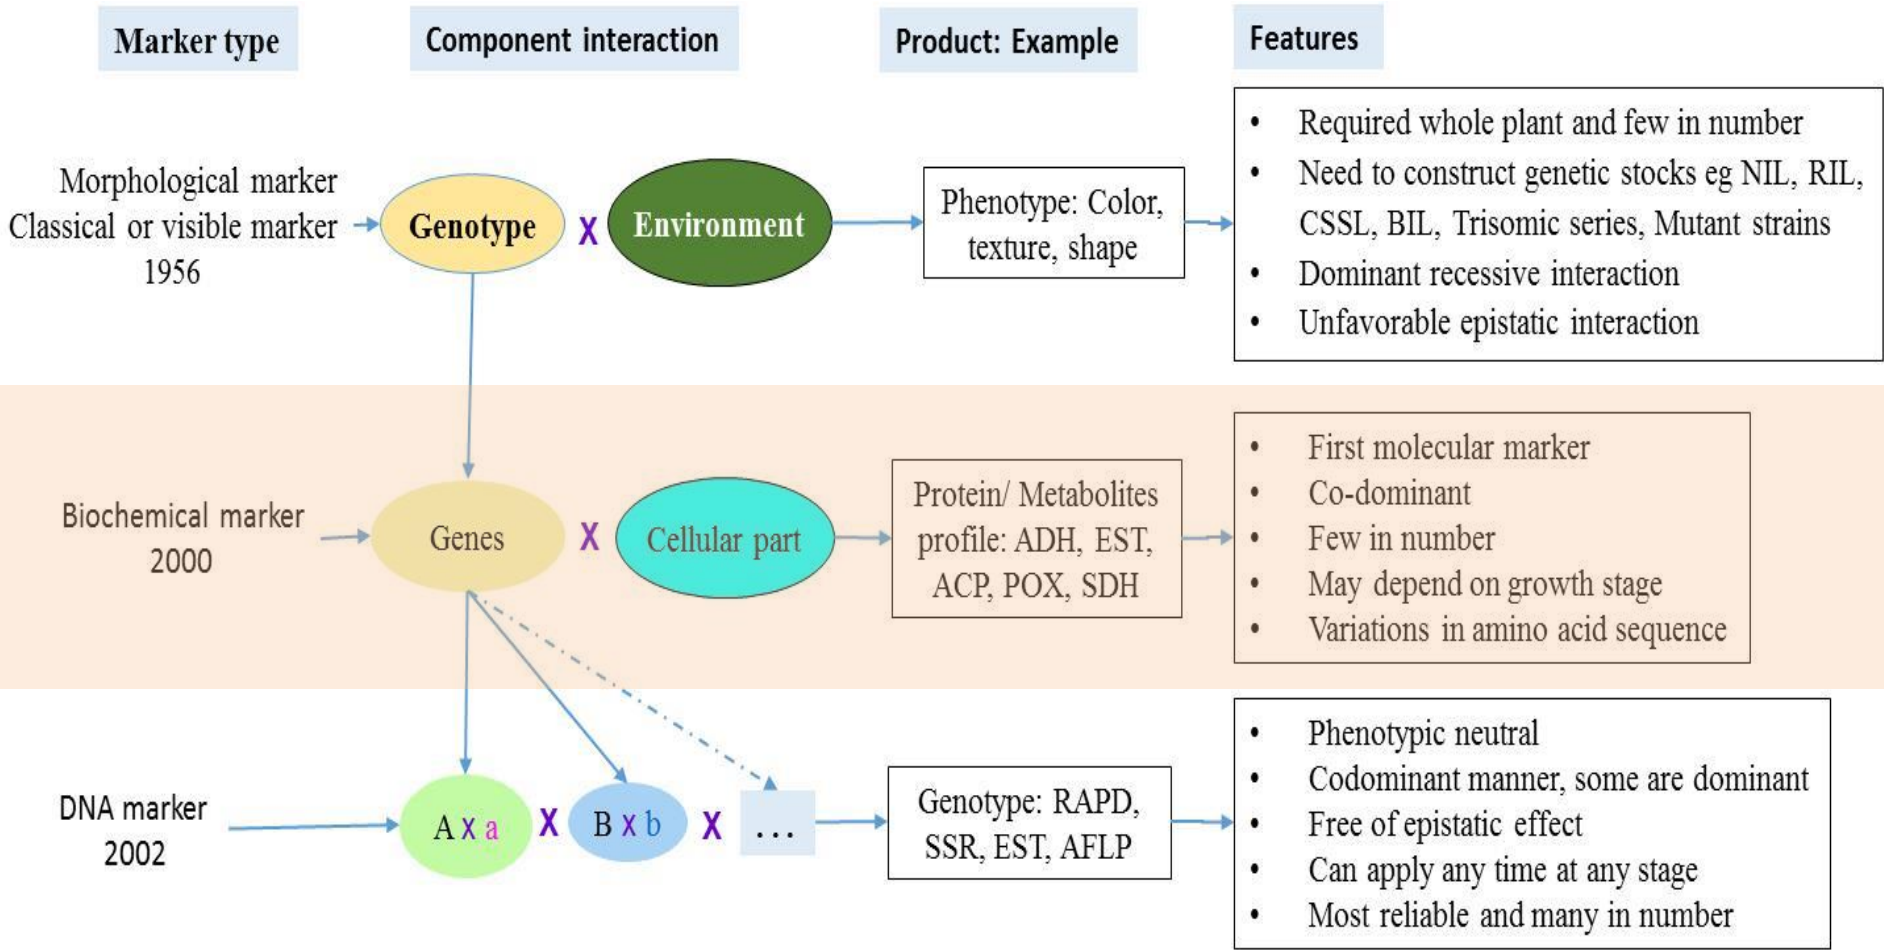 Marker type
Component interaction
Product: Example
Features
Morphological marker
Classical or visible marker
1956
Genotype
X
Environment
Phenotype: Color,
texture, shape
• Required whole plant and few in number
• Need to construct genetic stocks eg NIL, RIL,
CSSL, BIL, Trisomic series, Mutant strains
• Dominant recessive interaction
• Unfavorable epistatic interaction
Biochemical marker
2000
Genes
X
Cellular part
Protein/ Metabolites
profile: ADH, EST,
ACP, POX, SDH
• First molecular marker
• Co-dominant
• Few in number
• May depend on growth stage
• Variations in amino acid sequence
DNA marker
2002
A x a
X
B x b
X
...
Genotype: RAPD,
SSR, EST, AFLP
• Phenotypic neutral
• Codominant manner, some are dominant
• Free of epistatic effect
• Can apply any time at any stage
• Most reliable and many in number